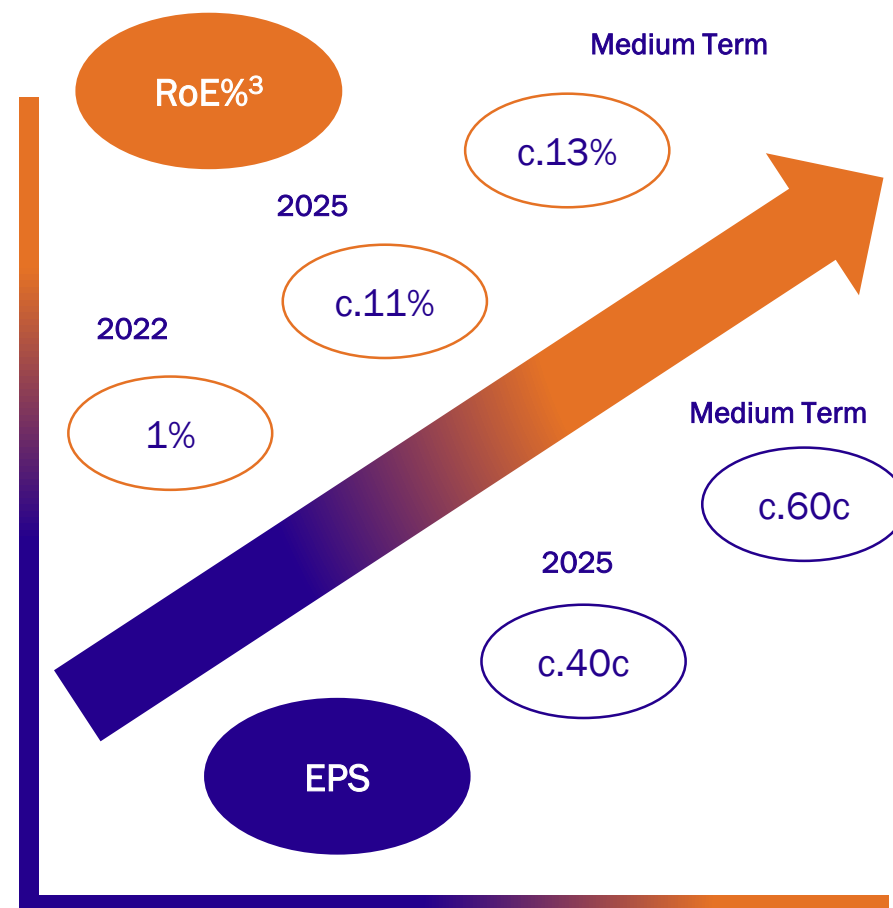 RoE%³
Medium Term
c.13%
2025
c.11%
2022
1%
Medium Term
c.60c
2025
c.40c
EPS